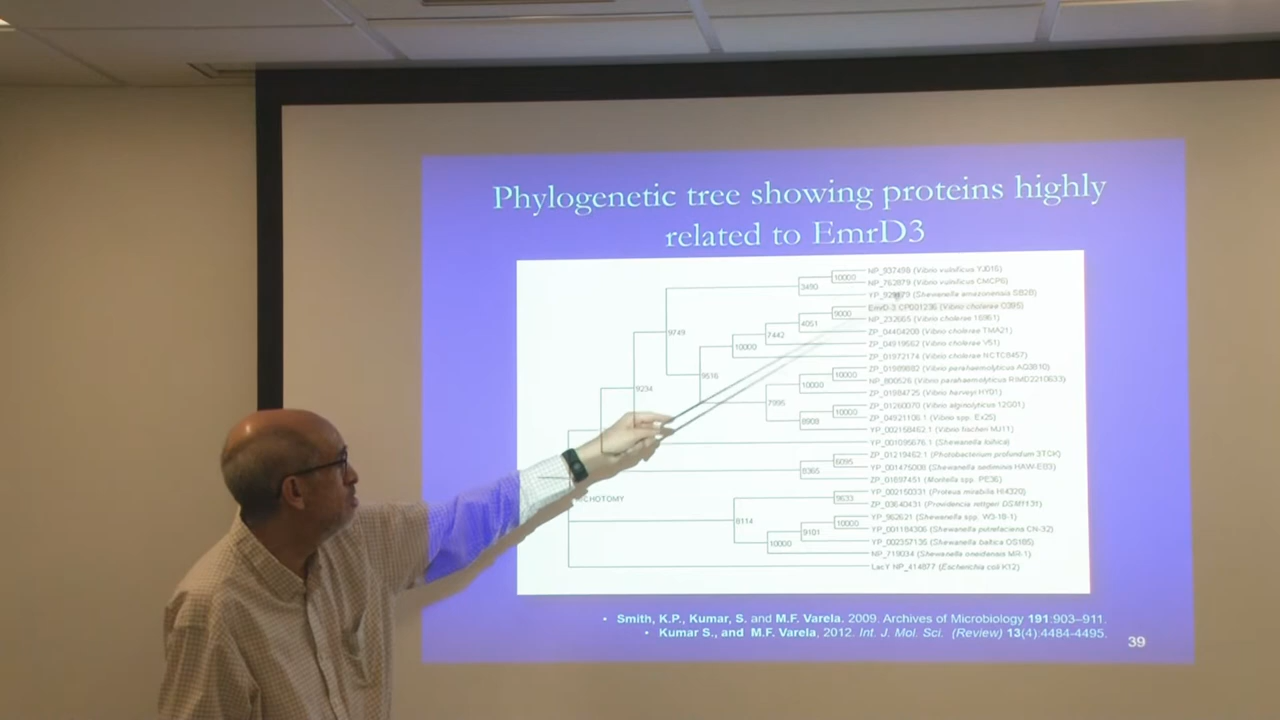 Phylogenetic tree showing proteins highly
related to EmrD3
NP_937498 (Vibrio vulnificus YJ016)
10000
NP_762879 (Vibrio vulnificus CMCP6)
3490
(Shewanella amazonensis SB2B)
EmrD-3 CP001236 (Vibrio cholerae O395)
9000
NP_232665 (Vibrio cholerae 16961)
4051
ZP_04404208 (Vibrio cholerae TMA21)
9749
7442
ZP_04919562 (Vibrio cholerae V51)
10000
ZP_01972174 (Vibrio cholerae NCTC8457)
ZP_01989882 (Vibrio parahaemolyticus AQ3810)
9616
10000
NP_800526 (Vibrio parahaemolyticus RIMD2210633)
9234
10000
ZP_01984725 (Vibrio harveyi HY01)
7995
ZP_01260070 (Vibrio alginolyticus 12G01)
10000
ZP_04921108.1 (Vibrio spp. Ex25)
8908
YP_002158462.1 (Vibrio fischeri MJ11)
YP_001095676.1 (Shewanella loihica)
ZP_01219462.1 (Photobacterium profundum 3TCK)
6095
YP_001475008 (Shewanella sediminis HAW-EB3)
8365
ZP_01897451 (Moritella spp. PE36)
YP_002150331 (Proteus mirabilis HI4320)
CHOTOMY
9633
ZP_03640431 (Providencia rettgeri DSM1131)
YP_962621 (Shewanella spp. W3-18-1)
8114
10000
YP_001184306 (Shewanella putrefaciens CN-32)
9101
YP_002357135 (Shewanella baltica OS185)
10000
NP_719034 (Shewanella oneidensis MR-1)
LacY NP_414877 (Escherichia coli K12)
• Smith, K.P., Kumar, S. and M.F. Varela. 2009. Archives of Microbiology 191:903–911.
• Kumar S., and M.F. Varela, 2012. Int. J. Mol. Sci. (Review) 13(4):4484-4495.
39